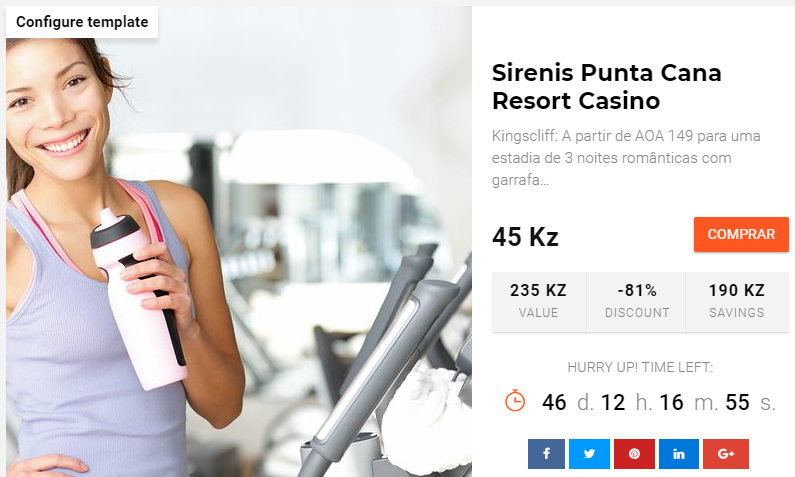 Configure template
Sirenis Punta Cana
Resort Casino
Kingscliff: A partir de AOA 149 para uma
estadia de 3 noites românticas com
garrafa...
45 Kz
COMPRAR
235 KZ
VALUE
-81%
DISCOUNT
190 KZ
SAVINGS
HURRY UP! TIME LEFT:
46 d. 12 h. 16 m. 55 s.